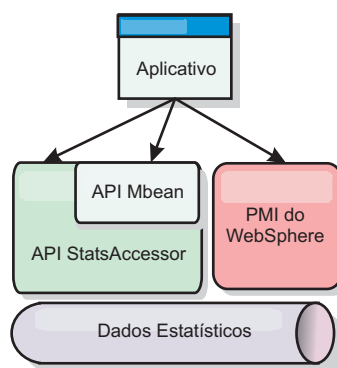 Aplicativo
API Mbean
API StatsAccessor
PMI do
WebSphere
Dados Estatísticos